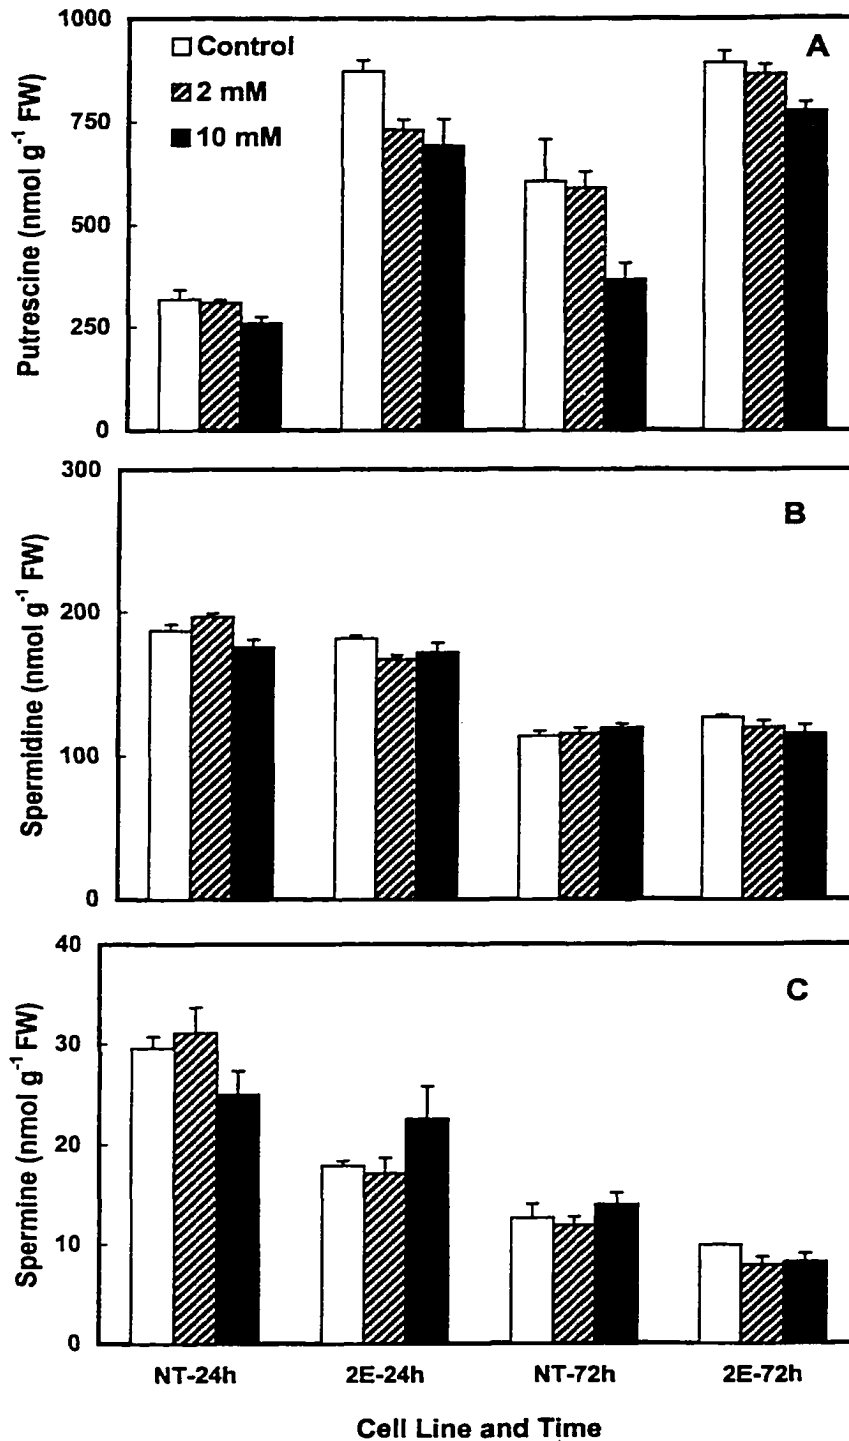 1000
Control
A
2 mM
750
10 mM
500
250
0
Putrescine (nmol g⁻¹ FW)
300
B
200
100
0
Spermidine (nmol g⁻¹ FW)
40
C
30
20
10
0
Spermine (nmol g⁻¹ FW)
NT-24h 2E-24h NT-72h 2E-72h
Cell Line and Time